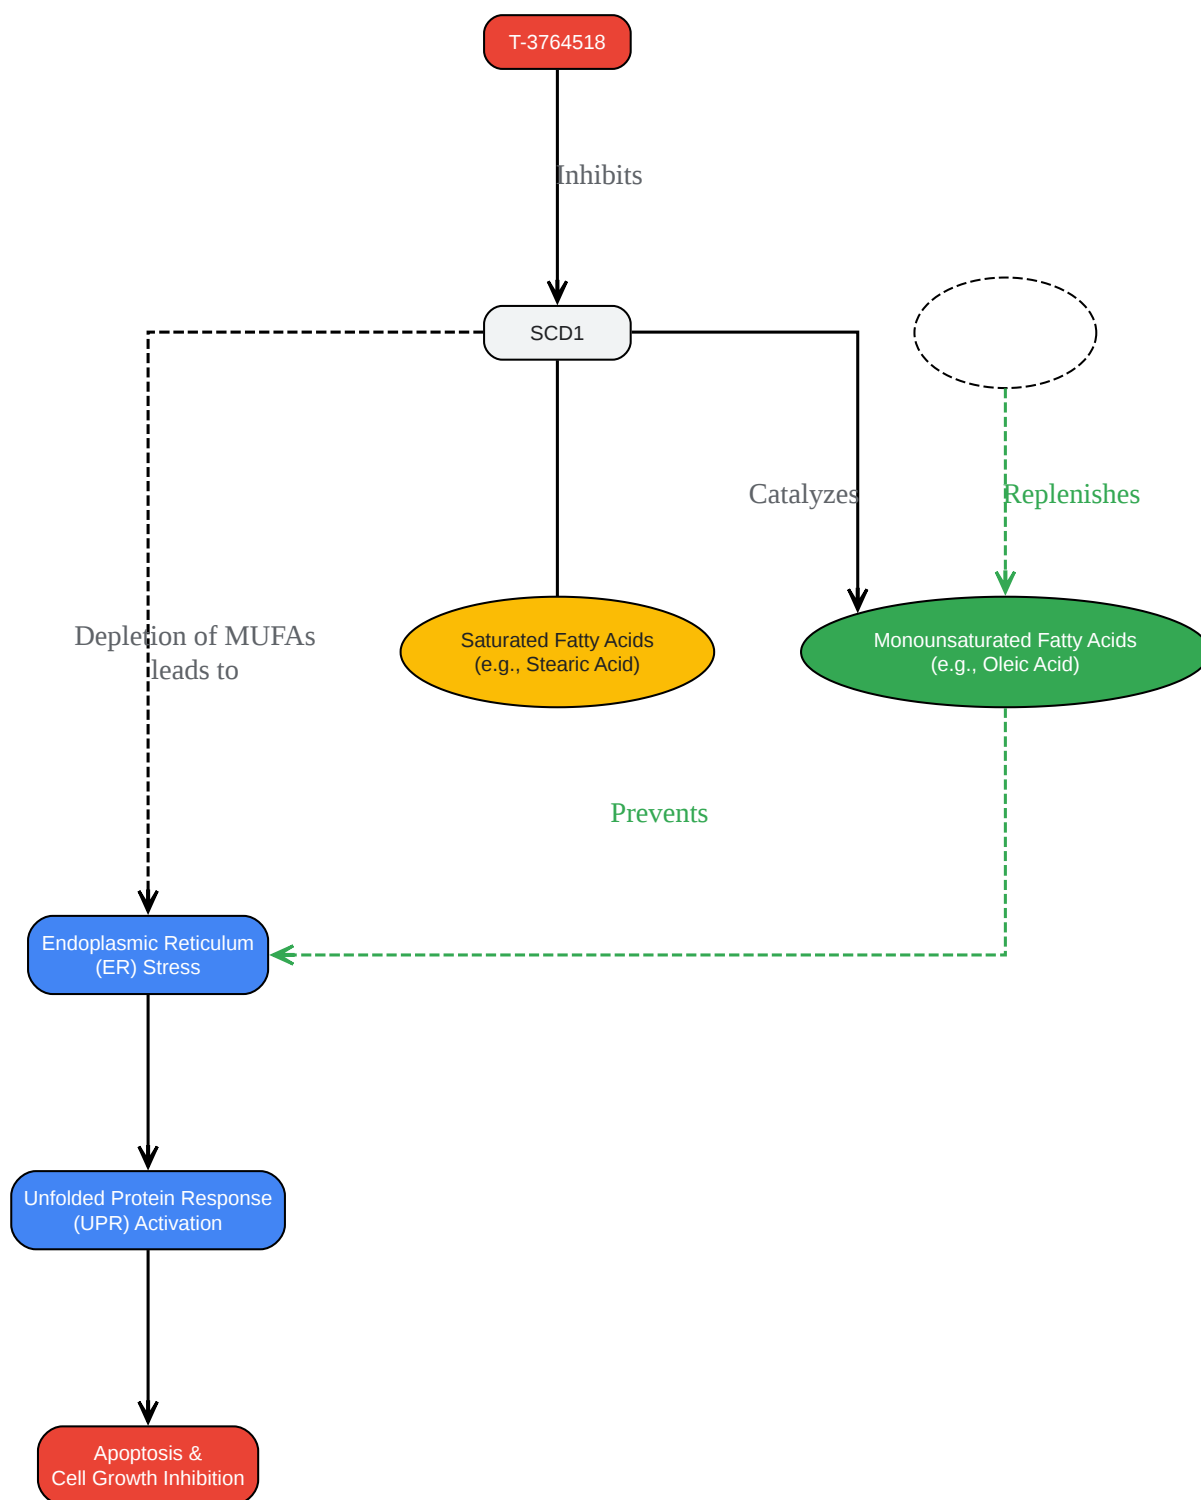 T-3764518
Inhibits
SCD1
Catalyzes
Replenishes
Depletion of MUFAs
leads to
Saturated Fatty Acids
(e.g., Stearic Acid)
Monounsaturated Fatty Acids
(e.g., Oleic Acid)
Prevents
Endoplasmic Reticulum
(ER) Stress
Unfolded Protein Response
(UPR) Activation
Apoptosis &
Cell Growth Inhibition